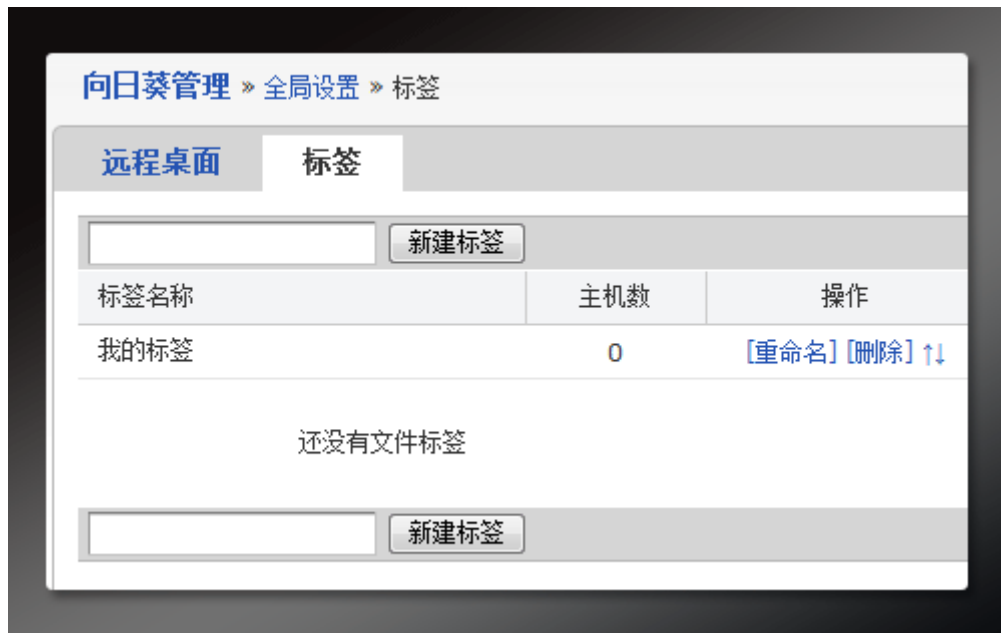 向日葵管理 » 全局设置 » 标签
远程桌面 标签
新建标签
标签名称 主机数 操作
我的标签 0 [重命名] [删除] ↑↓
还没有文件标签
新建标签